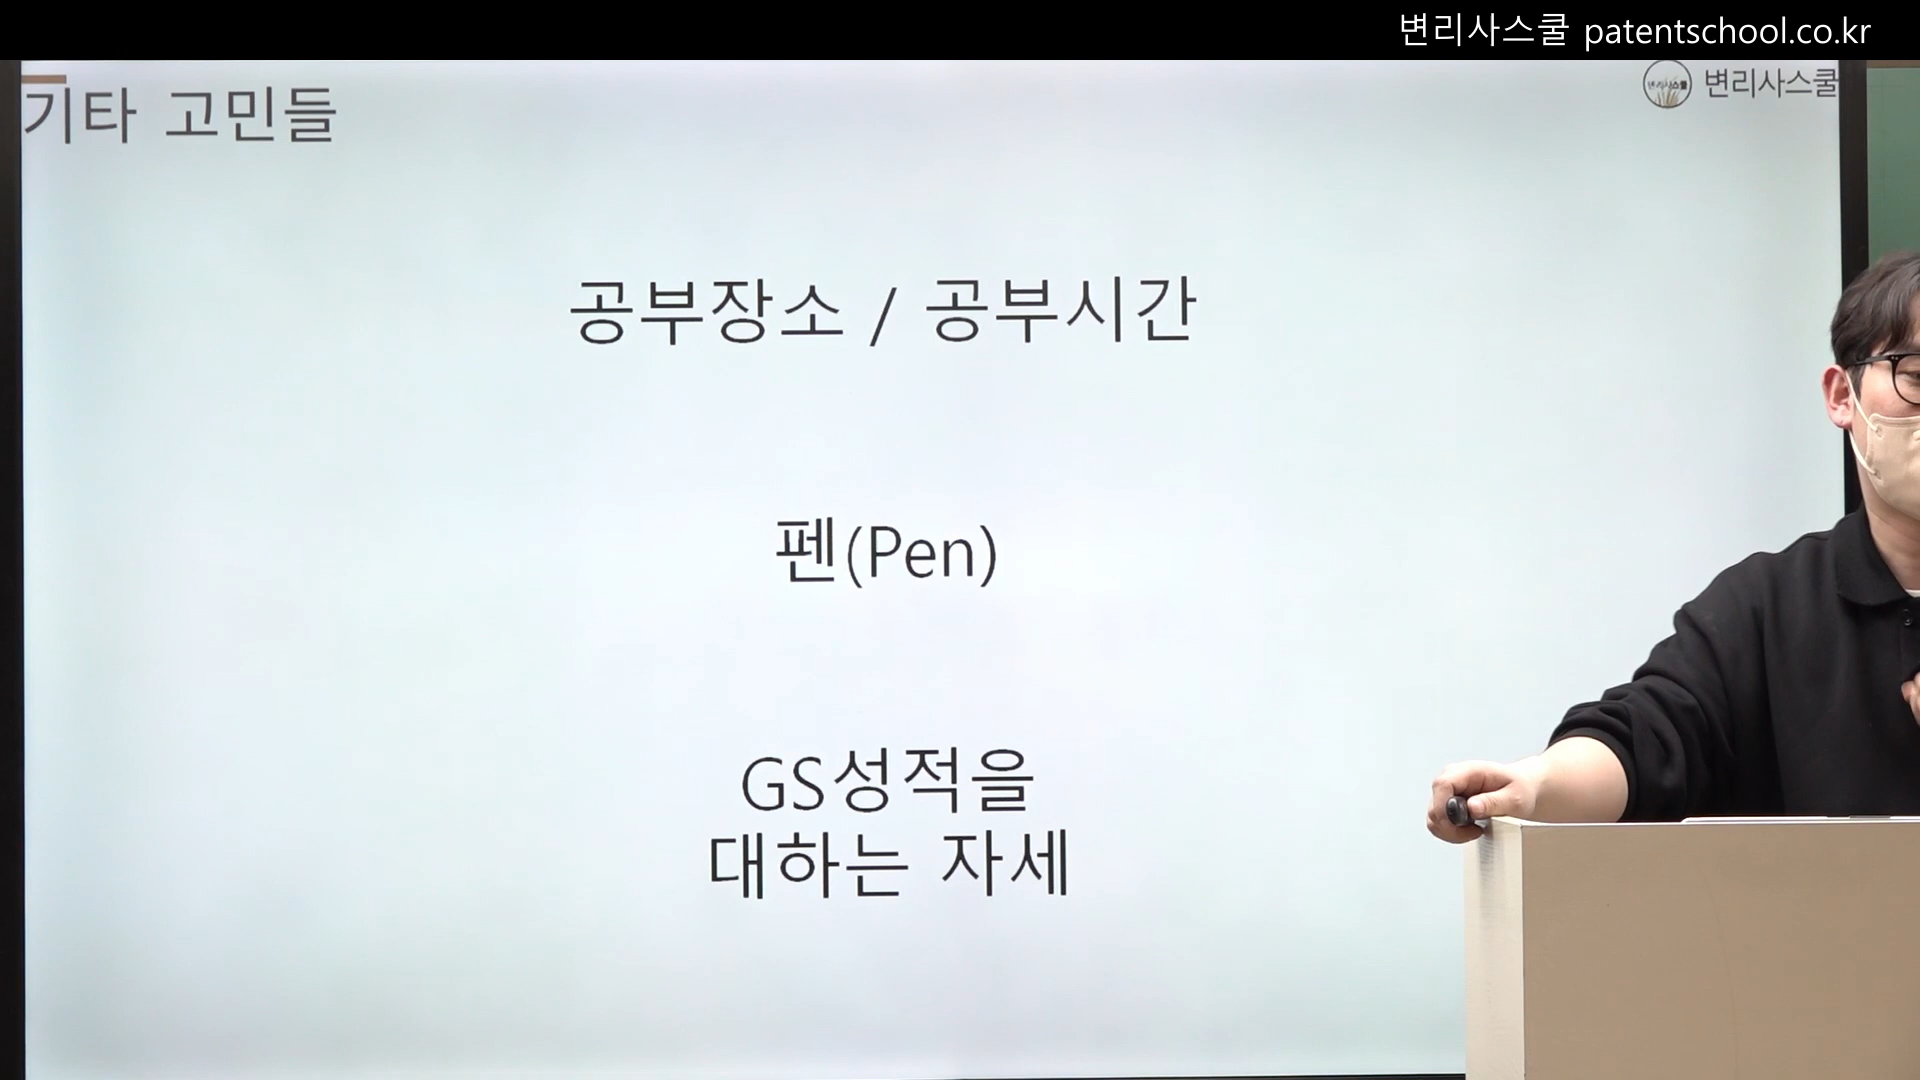 변리사스쿨 patentschool.co.kr
기타 고민들
변리사스쿨
공부장소 / 공부시간
펜(Pen)
GS성적을
대하는 자세